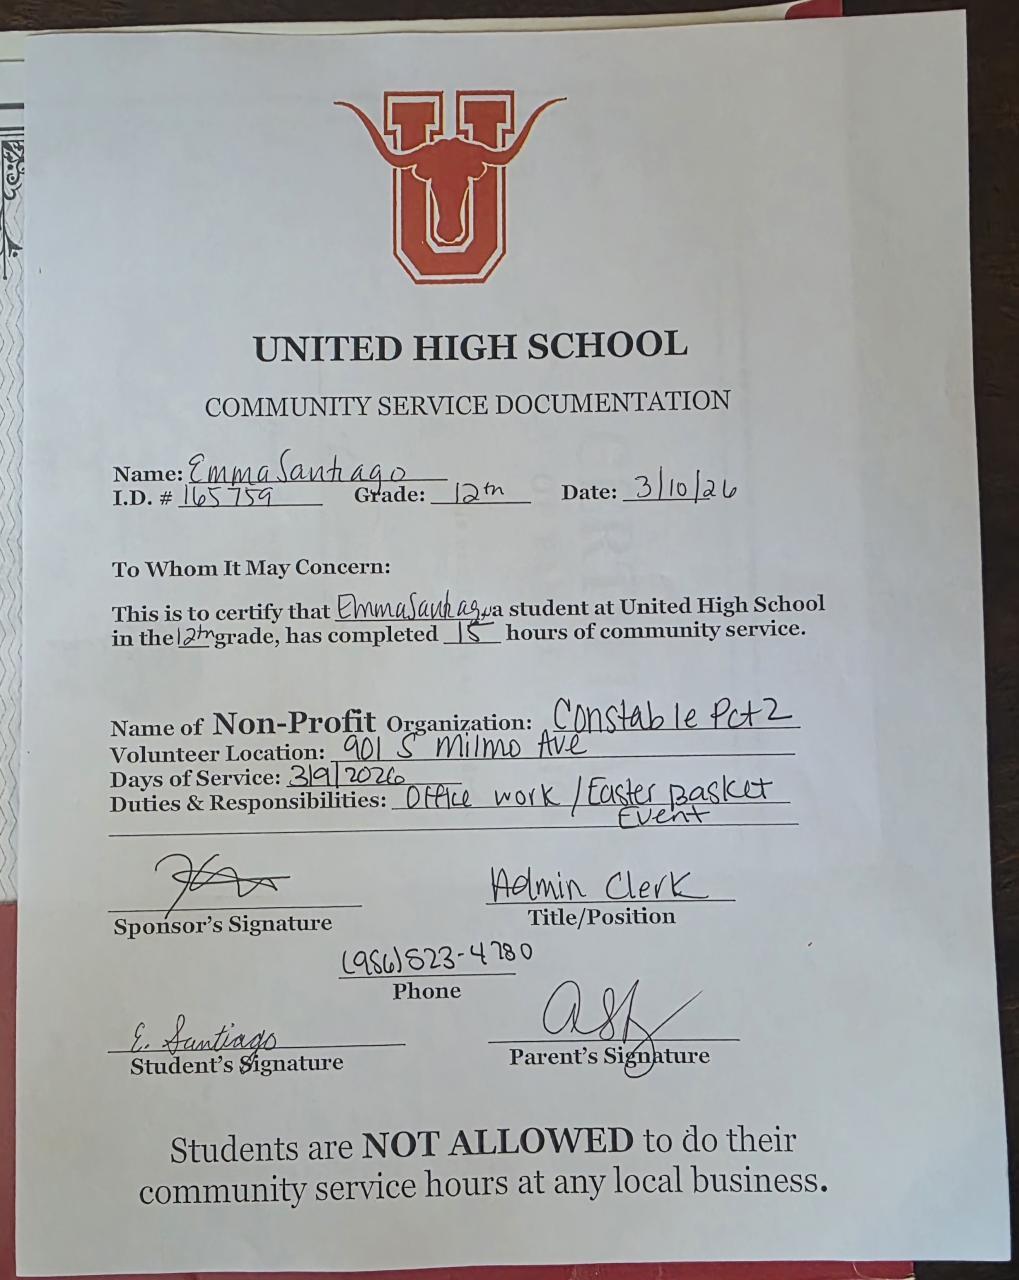 U
UNITED HIGH SCHOOL
COMMUNITY SERVICE DOCUMENTATION
Name: Emma Santiago
I.D. # 165759 Grade: 12th Date: 3/10/26
To Whom It May Concern:
This is to certify that Emma Santiago, a student at United High School
in the 12th grade, has completed 15 hours of community service.
Name of Non-Profit Organization: Constable Pct 2
Volunteer Location: 901 S Milmo Ave
Days of Service: 3/9/2026
Duties & Responsibilities: Office work / Easter Basket
Event
Admin Clerk
Sponsor's Signature Title/Position
(956) 523-4780
Phone
E. Santiago
Student's Signature Parent's Signature
Students are NOT ALLOWED to do their
community service hours at any local business.